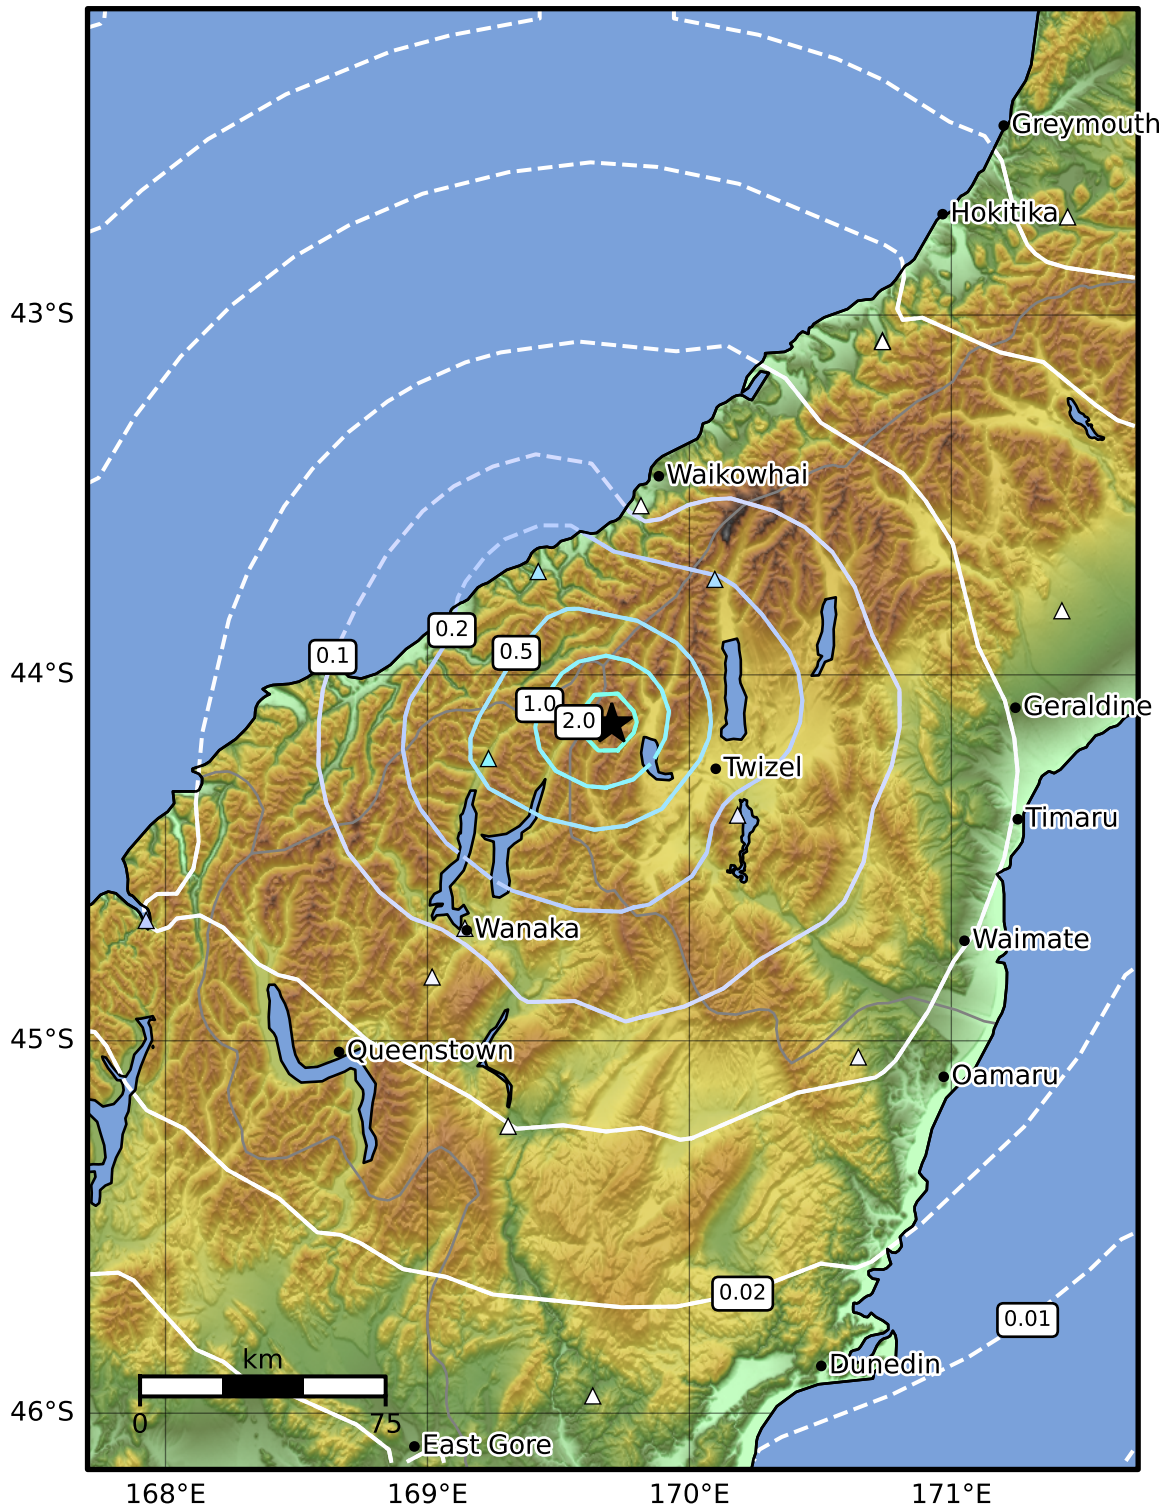 Greymouth
Hokitika
43°S
Waikowhai
0.2
0.1
0.5
44°S
1.0
Geraldine
2.0
Twizel
Timaru
Wanaka
Waimate
45°S
Queenstown
Oamaru
0.02
0.01
km
Dunedin
46°S
0
75
East Gore
168°E
169°E
170°E
171°E